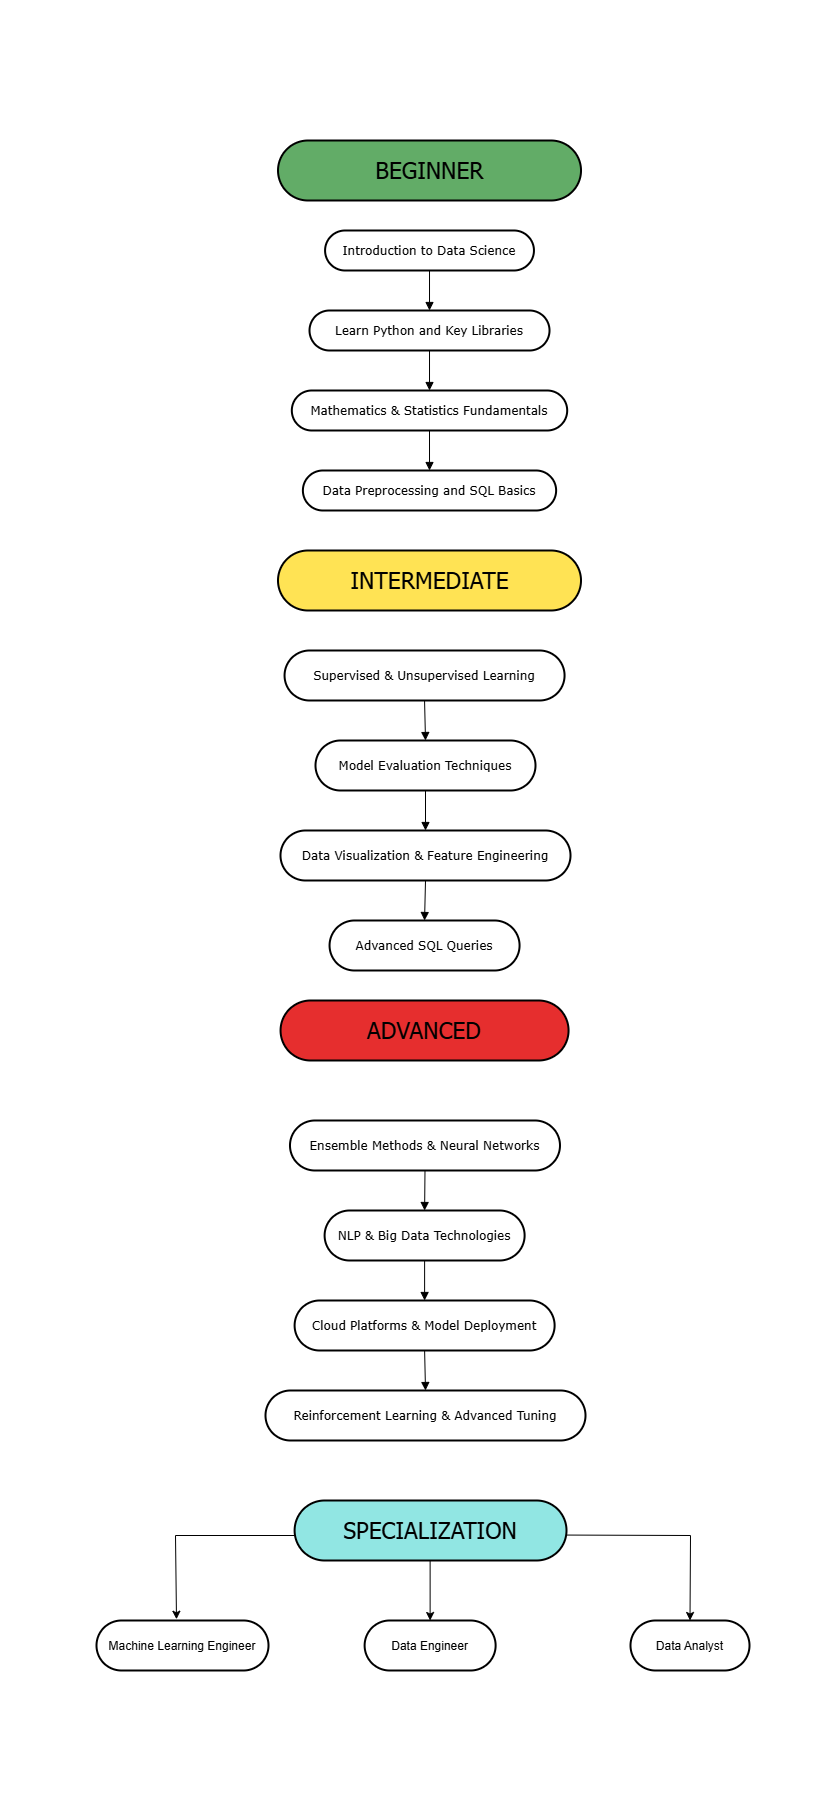 BEGINNER
Introduction to Data Science
Learn Python and Key Libraries
Mathematics & Statistics Fundamentals
Data Preprocessing and SQL Basics
INTERMEDIATE
Supervised & Unsupervised Learning
Model Evaluation Techniques
Data Visualization & Feature Engineering
Advanced SQL Queries
ADVANCED
Ensemble Methods & Neural Networks
NLP & Big Data Technologies
Cloud Platforms & Model Deployment
Reinforcement Learning & Advanced Tuning
SPECIALIZATION
Machine Learning Engineer
Data Engineer
Data Analyst